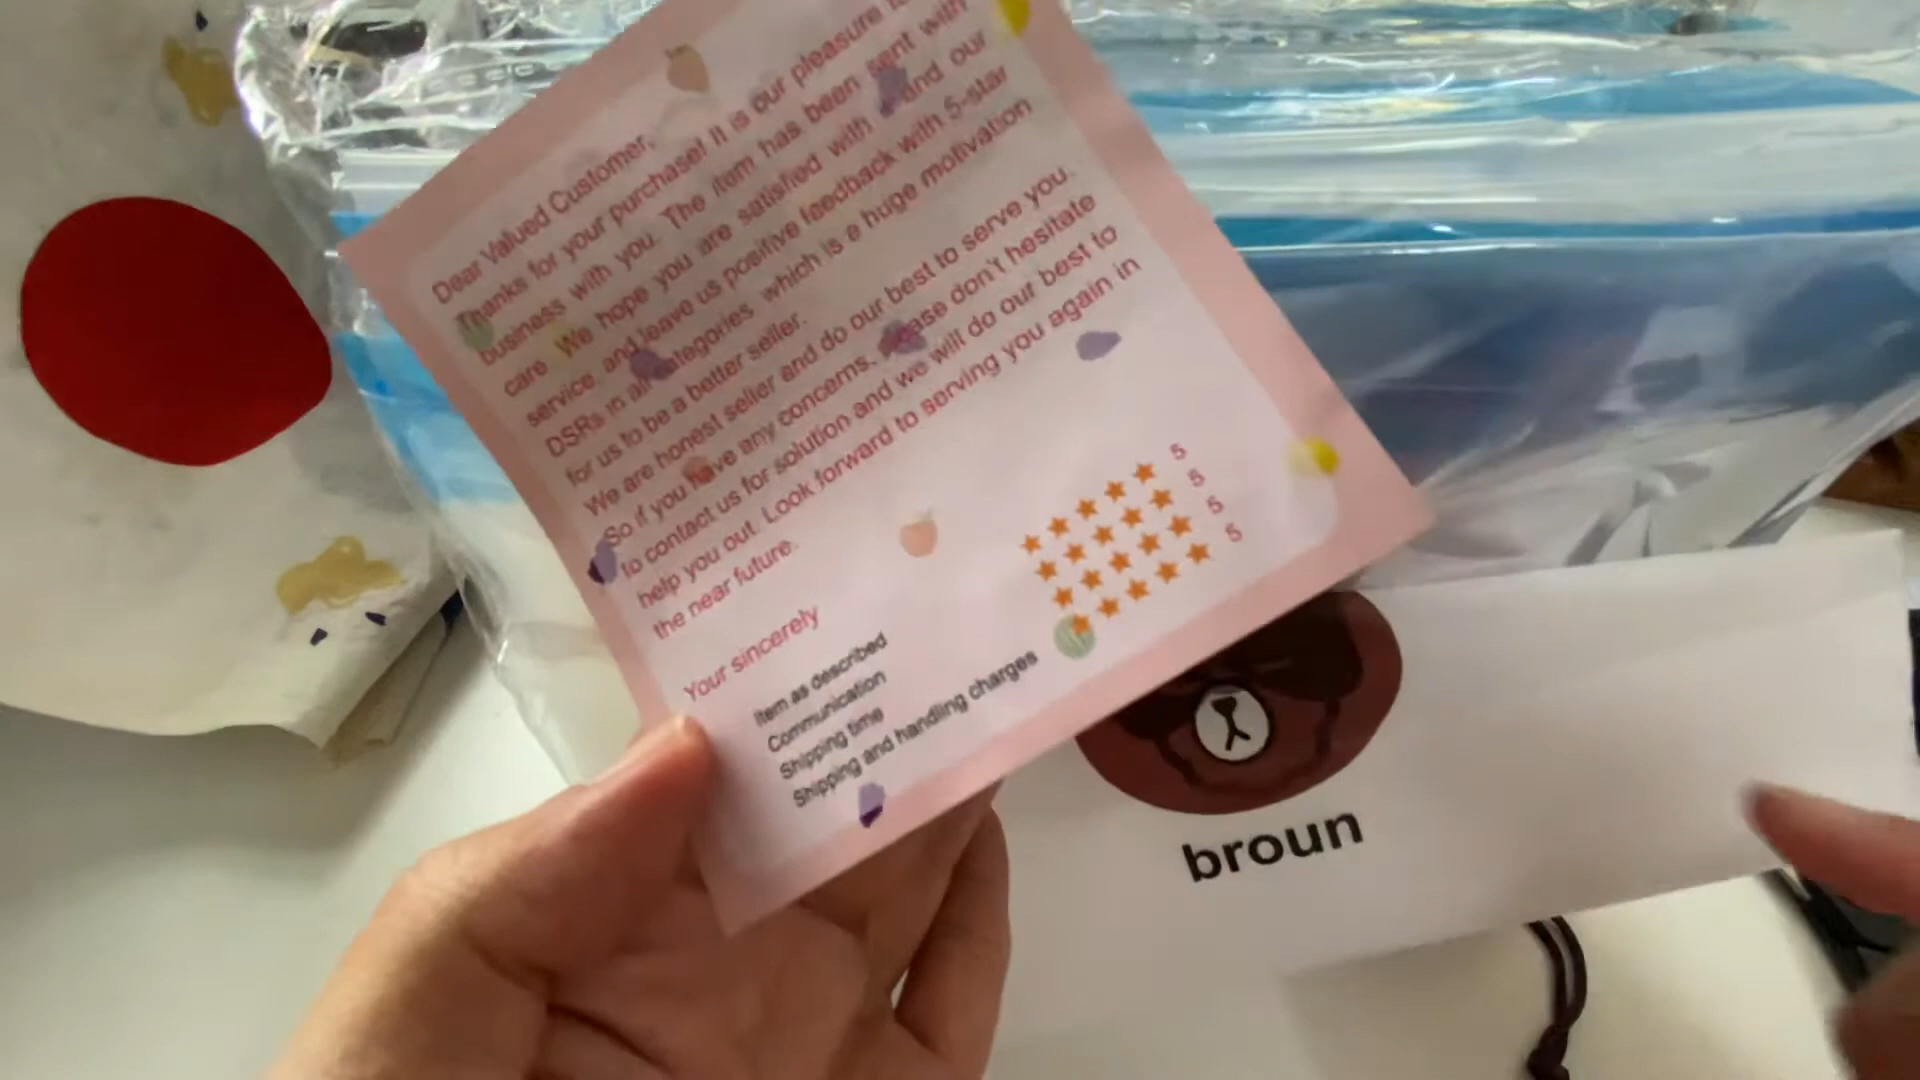 Dear Valued Customer,
Thanks for your purchase! It is our pleasure
business with you. The item has been sent with
care. We hope you are satisfied with and our
service and leave us positive feedback with 5-star
DSRs in all categories, which is a huge motivation
for us to be a better seller.
We are honest seller and do our best to serve you.
So if you have any concerns, please don't hesitate
to contact us for solution and we will do our best to
help you out. Look forward to serving you again in
the near future.
Your sincerely
Item as described 5
Communication 5
Shipping time 5
Shipping and handling charges 5
broun